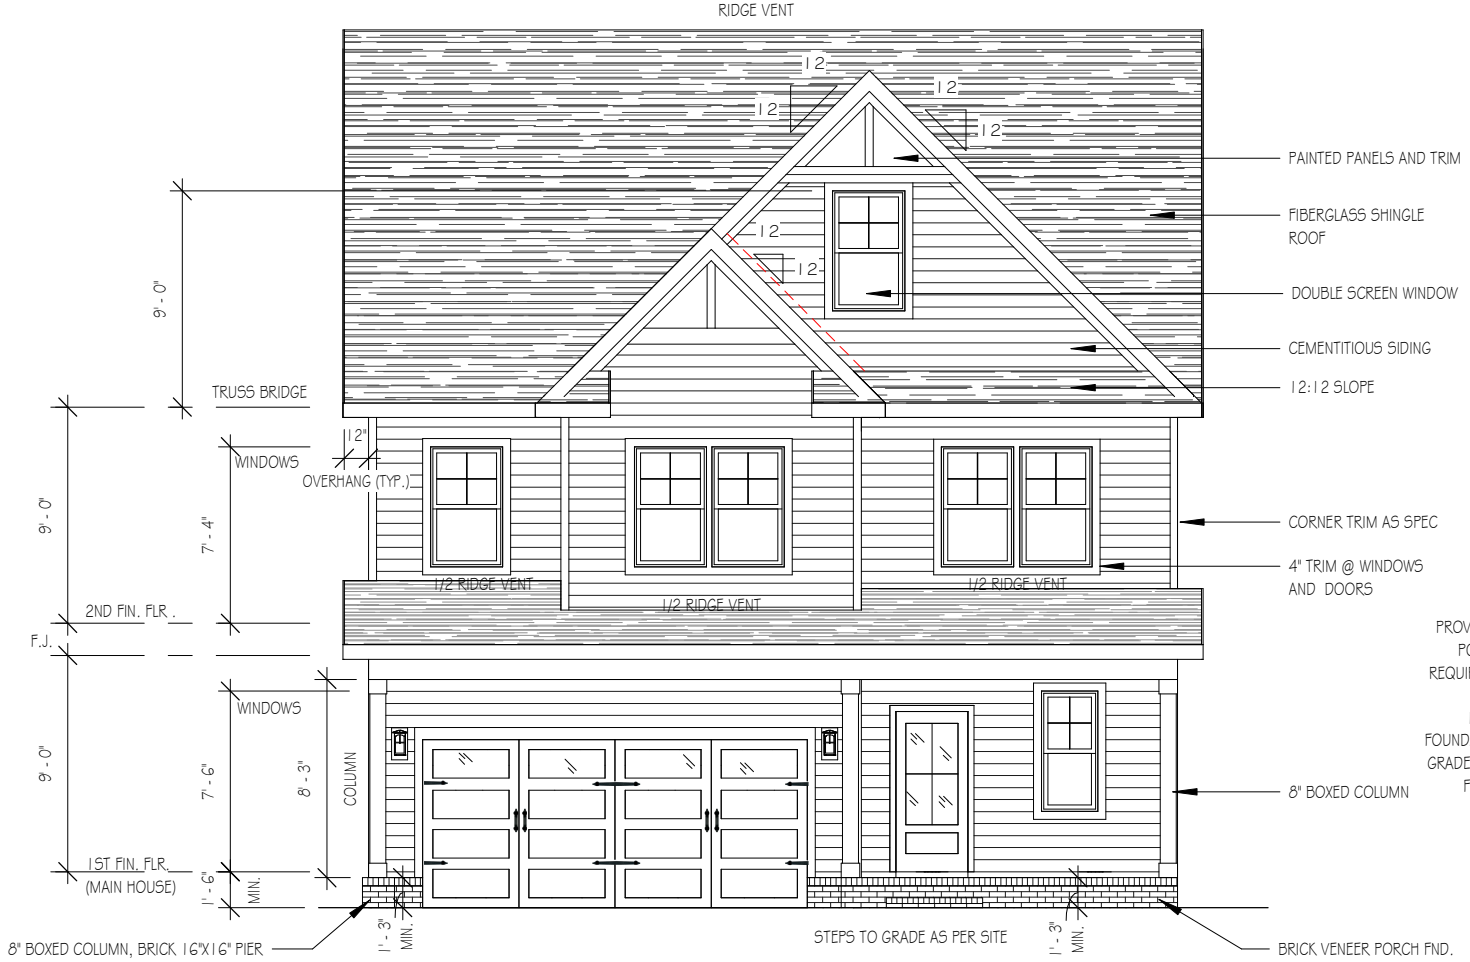 RIDGE VENT
12
12
12
12
PAINTED PANELS AND TRIM
FIBERGLASS SHINGLE
ROOF
12
12
DOUBLE SCREEN WINDOW
9' - 0"
CEMENTITIOUS SIDING
12:12 SLOPE
TRUSS BRIDGE
12"
WINDOWS
OVERHANG (TYP.)
9' - 0"
7' - 4"
CORNER TRIM AS SPEC
4" TRIM @ WINDOWS
AND DOORS
1/2 RIDGE VENT
1/2 RIDGE VENT
1/2 RIDGE VENT
2ND FIN. FLR .
F.J.
PROV
PO
REQUI
WINDOWS
FOUND
GRADE
F
9' - 0"
7' - 6"
8' - 3"
COLUMN
8" BOXED COLUMN
1ST FIN. FLR.
(MAIN HOUSE)
1' - 6"
MIN.
1' - 3"
MIN.
1' - 3"
MIN.
STEPS TO GRADE AS PER SITE
8" BOXED COLUMN, BRICK 16"X16" PIER
BRICK VENEER PORCH FND.